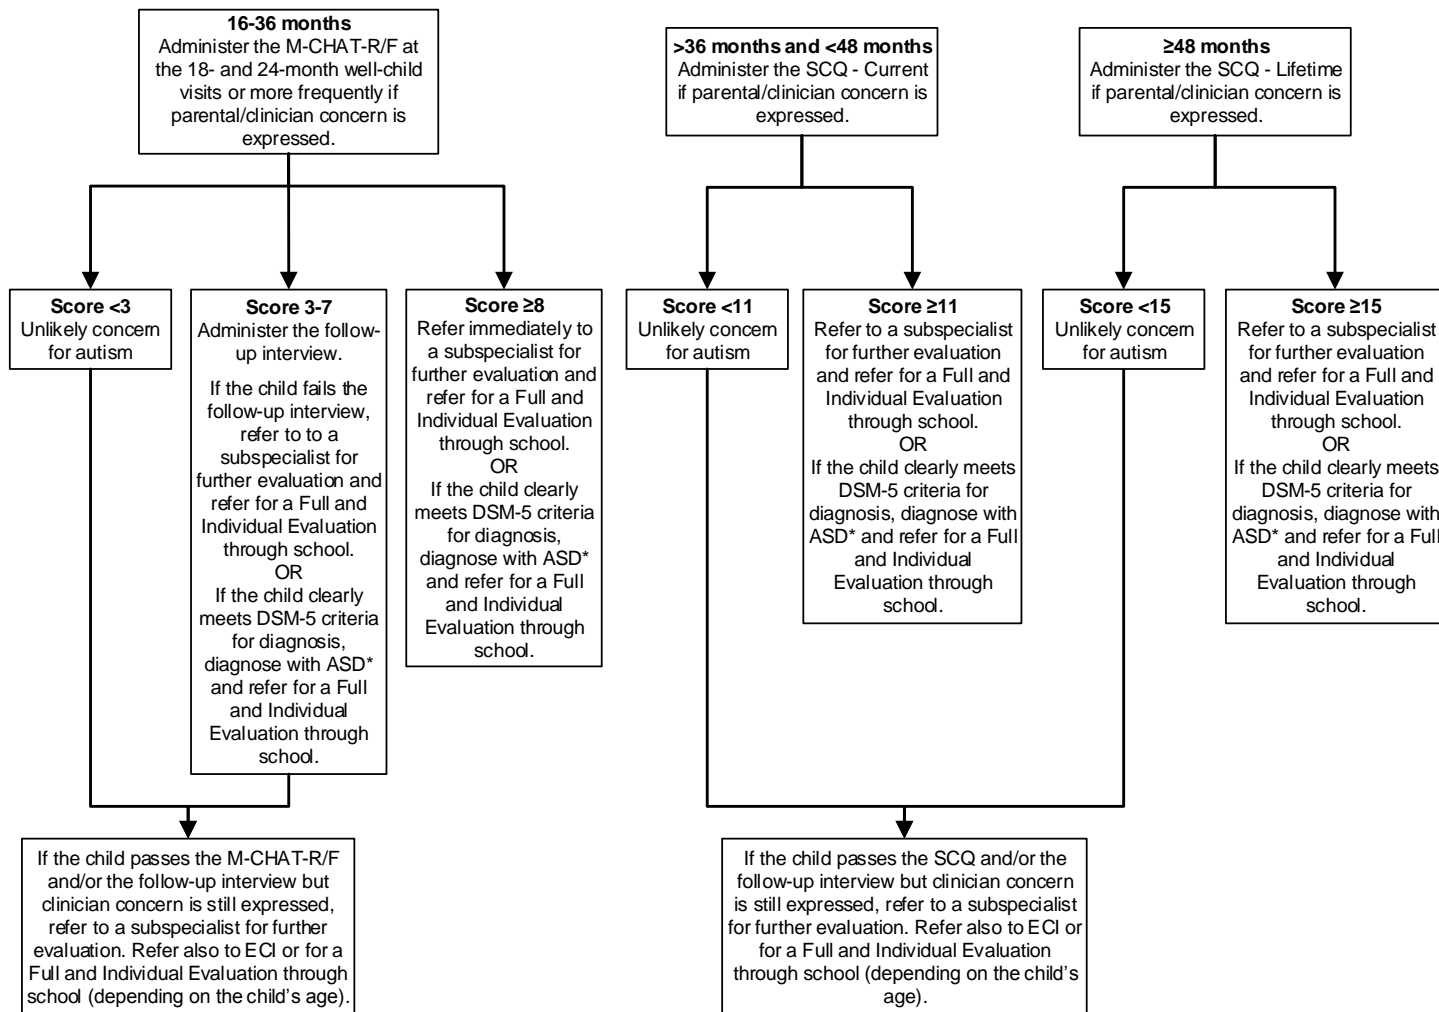 16-36 months
Administer the M-CHAT-R/F at
the 18- and 24-month well-child
visits or more frequently if
parental/clinician concern is
expressed.
>36 months and <48 months
Administer the SCQ - Current
if parental/clinician concern is
expressed.
≥48 months
Administer the SCQ - Lifetime
if parental/clinician concern is
expressed.
Score <3
Unlikely concern
for autism
Score 3-7
Administer the follow-
up interview.
If the child fails the
follow-up interview,
refer to to a
subspecialist for
further evaluation and
refer for a Full and
Individual Evaluation
through school.
OR
If the child clearly
meets DSM-5 criteria
for diagnosis,
diagnose with ASD*
and refer for a Full
and Individual
Evaluation through
school.
Score ≥8
Refer immediately to
a subspecialist for
further evaluation and
refer for a Full and
Individual Evaluation
through school.
OR
If the child clearly
meets DSM-5 criteria
for diagnosis,
diagnose with ASD*
and refer for a Full
and Individual
Evaluation through
school.
Score <11
Unlikely concern
for autism
Score ≥11
Refer to a subspecialist
for further evaluation
and refer for a Full and
Individual Evaluation
through school.
OR
If the child clearly meets
DSM-5 criteria for
diagnosis, diagnose with
ASD* and refer for a Full
and Individual
Evaluation through
school.
Score <15
Unlikely concern
for autism
Score ≥15
Refer to a subspecialist
for further evaluation
and refer for a Full and
Individual Evaluation
through school.
OR
If the child clearly meets
DSM-5 criteria for
diagnosis, diagnose with
ASD* and refer for a Full
and Individual
Evaluation through
school.
If the child passes the M-CHAT-R/F
and/or the follow-up interview but
clinician concern is still expressed,
refer to a subspecialist for further
evaluation. Refer also to ECI or for a
Full and Individual Evaluation through
school (depending on the child's age).
If the child passes the SCQ and/or the
follow-up interview but clinician concern
is still expressed, refer to a subspecialist
for further evaluation. Refer also to ECI or
for a Full and Individual Evaluation
through school (depending on the child's
age).